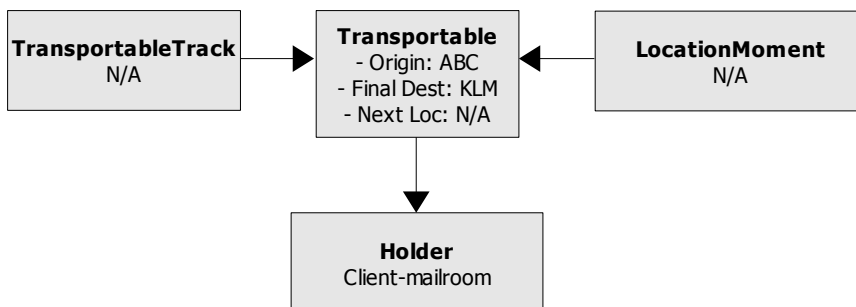 TransportableTrack
N/A
Transportable
- Origin: ABC
- Final Dest: KLM
- Next Loc: N/A
LocationMoment
N/A
Holder
Client-mailroom